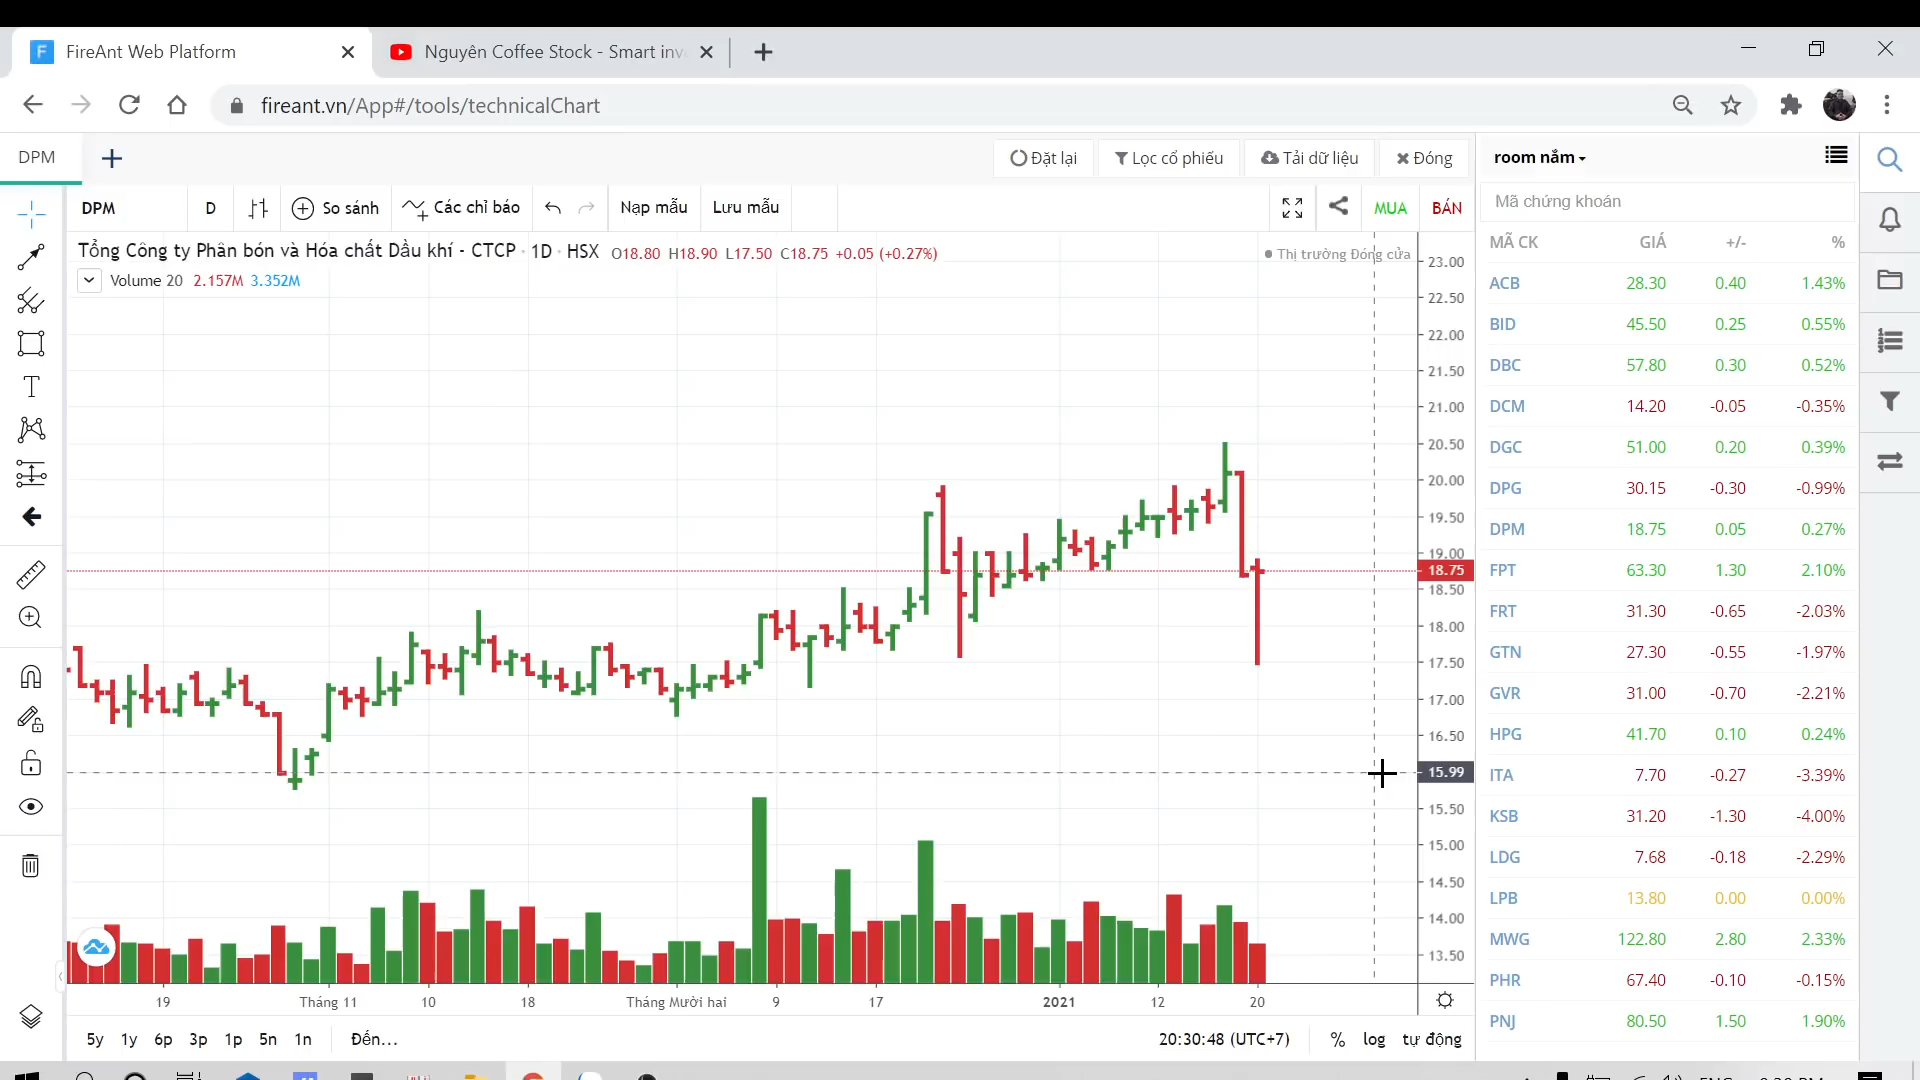 FireAnt Web Platform
Nguyên Coffee Stock - Smart inv
fireant.vn/App#/tools/technicalChart
DPM
Đặt lại
Lọc cổ phiếu
Tải dữ liệu
Đóng
room nắm
DPM
D
So sánh
Các chỉ báo
Nạp mẫu
Lưu mẫu
MUA
BÁN
Mã chứng khoán
Tổng Công ty Phân bón và Hóa chất Dầu khí - CTCP · 1D · HSX O18.80 H18.90 L17.50 C18.75 +0.05 (+0.27%)
Thị trường Đóng cửa
Volume 20 2.157M 3.352M
23.00
22.50
22.00
21.50
21.00
20.50
20.00
19.50
19.00
18.75
18.50
18.00
17.50
17.00
16.50
15.99
15.50
15.00
14.50
14.00
13.50
19 Tháng 11 10 18 Tháng Mười hai 9 17 2021 12 20
5y 1y 6p 3p 1p 5n 1n Đến...
20:30:48 (UTC+7) % log tự động
MÃ CK GIÁ +/- %
ACB 28.30 0.40 1.43%
BID 45.50 0.25 0.55%
DBC 57.80 0.30 0.52%
DCM 14.20 -0.05 -0.35%
DGC 51.00 0.20 0.39%
DPG 30.15 -0.30 -0.99%
DPM 18.75 0.05 0.27%
FPT 63.30 1.30 2.10%
FRT 31.30 -0.65 -2.03%
GTN 27.30 -0.55 -1.97%
GVR 31.00 -0.70 -2.21%
HPG 41.70 0.10 0.24%
ITA 7.70 -0.27 -3.39%
KSB 31.20 -1.30 -4.00%
LDG 7.68 -0.18 -2.29%
LPB 13.80 0.00 0.00%
MWG 122.80 2.80 2.33%
PHR 67.40 -0.10 -0.15%
PNJ 80.50 1.50 1.90%